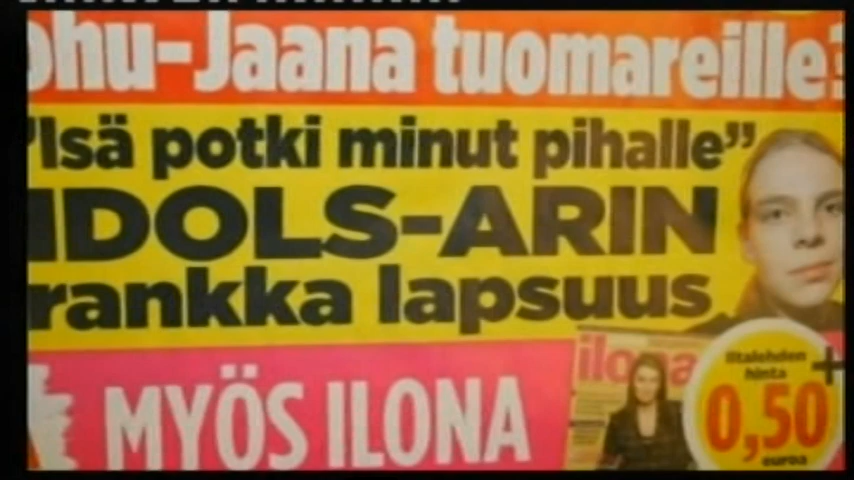 ohu-Jaana tuomareille?
"Isä potki minut pihalle"
IDOLS-ARIN
rankka lapsuus
MYÖS ILONA
ilona
Iltalehden
hinta
+
0,50
euroa